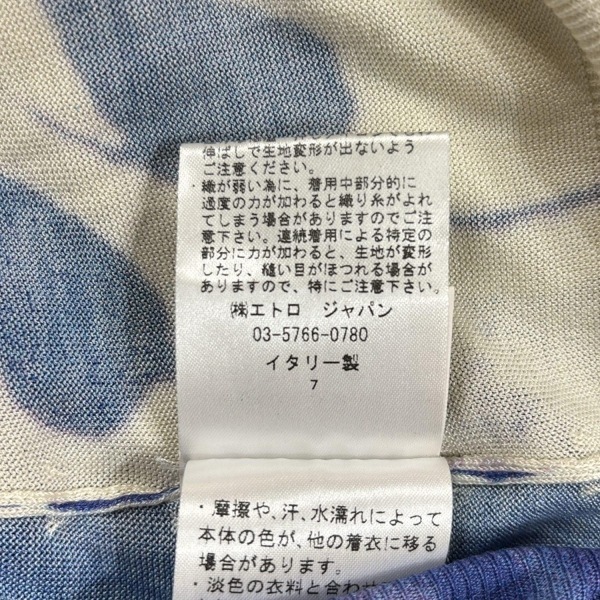 伸ばしで生地変形が出ないよう
ご注意ください。
・織が弱い為に、着用中部分的に
過度の力が加わると織り糸がよれ
てしまう場合がありますのでご注
意下さい。連続着用による特定の
部分に力が加わると、生地が変形
したり、縫い目がほつれる場合が
ありますので、特にご注意下さい。
㈱エトロ ジャパン
03-5766-0780
イタリー製
7
・摩擦や、汗、水濡れによって
本体の色が、他の着衣に移る
場合があります。
・淡色の衣料と合わせ